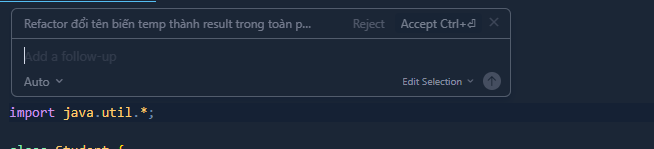 Refactor đổi tên biến temp thành result trong toàn p... Reject Accept Ctrl+⏎
Add a follow-up
Auto Edit Selection
import java.util.*;
class Student {